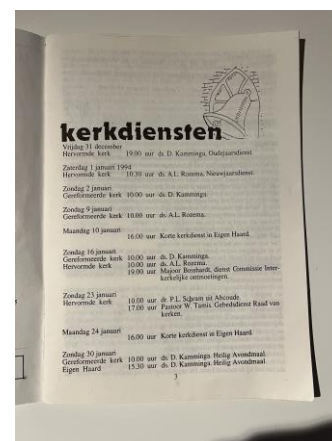 kerkdiensten
Vrijdag 31 december
Hervormde kerk 19.00 uur ds. D. Kamminga, Oudejaarsdienst.
Zaterdag 1 januari 1994
Hervormde kerk 10.30 uur ds. A.L. Rozema, Nieuwjaarsdienst.
Zondag 2 januari
Gereformeerde kerk 10.00 uur ds. D. Kamminga.
Zondag 9 januari
Gereformeerde kerk 10.00 uur ds. A.L. Rozema.
Maandag 10 januari
16.00 uur Korte kerkdienst in Eigen Haard.
Zondag 16 januari
Gereformeerde kerk 10.00 uur ds. D. Kamminga.
Hervormde kerk 10.00 uur ds. A.L. Rozema.
19.00 uur Majoor Bernhardt, dienst Commissie Inter-
kerkelijke ontmoetingen.
Zondag 23 januari
Hervormde kerk 10.00 uur dr. P.L. Schram uit Abcoude.
17.00 uur Pastoor W. Tamis, Gebedsdienst Raad van
kerken.
Maandag 24 januari
16.00 uur Korte kerkdienst in Eigen Haard.
Zondag 30 januari
Gereformeerde kerk 10.00 uur ds. D. Kamminga. Heilig Avondmaal.
Eigen Haard 15.30 uur ds. D. Kamminga. Heilig Avondmaal
3